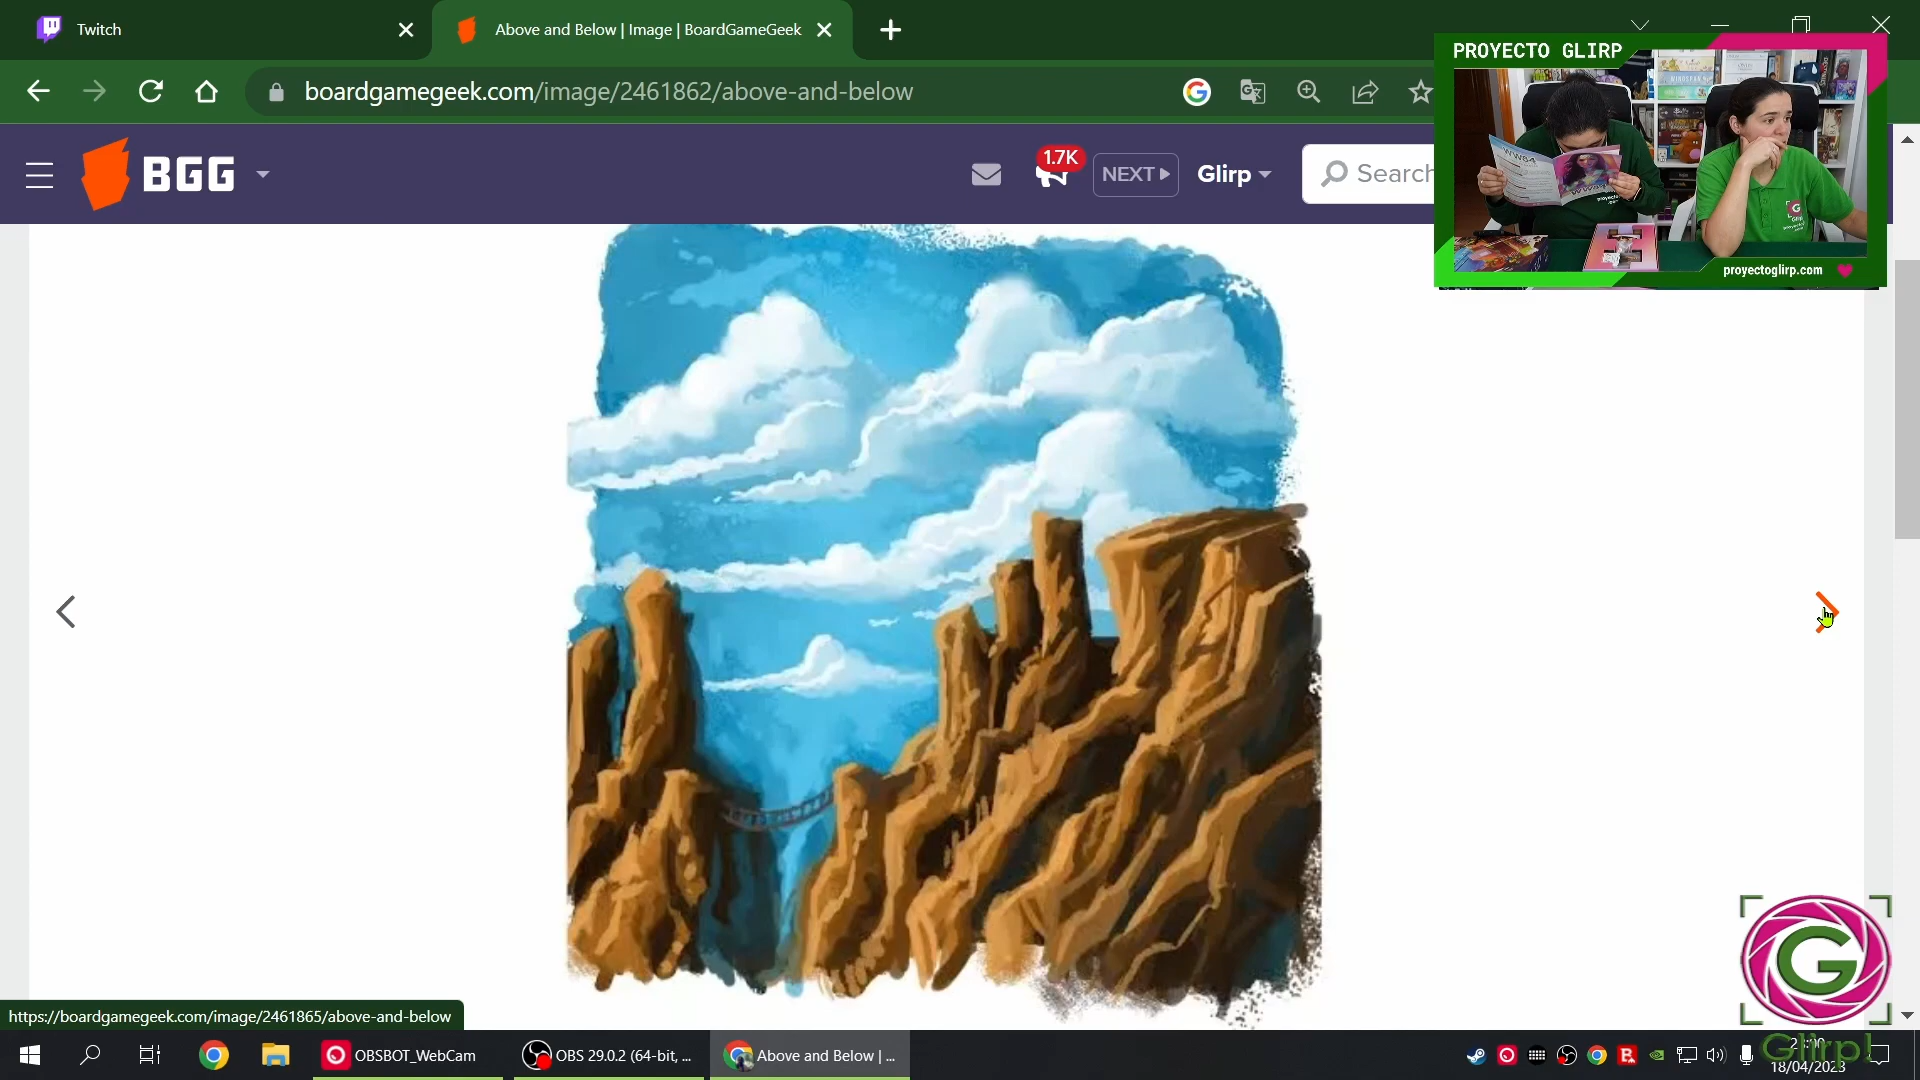 Twitch
Above and Below | Image | BoardGameGeek
boardgamegeek.com/image/2461862/above-and-below
PROYECTO GLIRP
WW84
proyectoglirp.com
BGG
1.7K
NEXT
Glirp
Search
https://boardgamegeek.com/image/2461865/above-and-below
G
Glirp!
OBSBOT_WebCam
OBS 29.0.2 (64-bit, ...
Above and Below | ...
18/04/2023